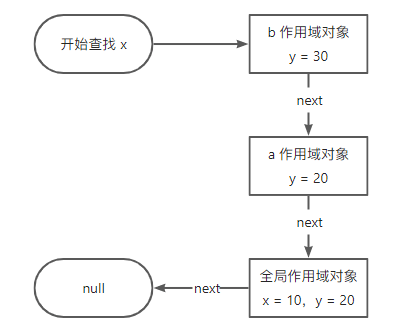 开始查找 x
b 作用域对象
y = 30
next
a 作用域对象
y = 20
next
全局作用域对象
x = 10，y = 20
next
null